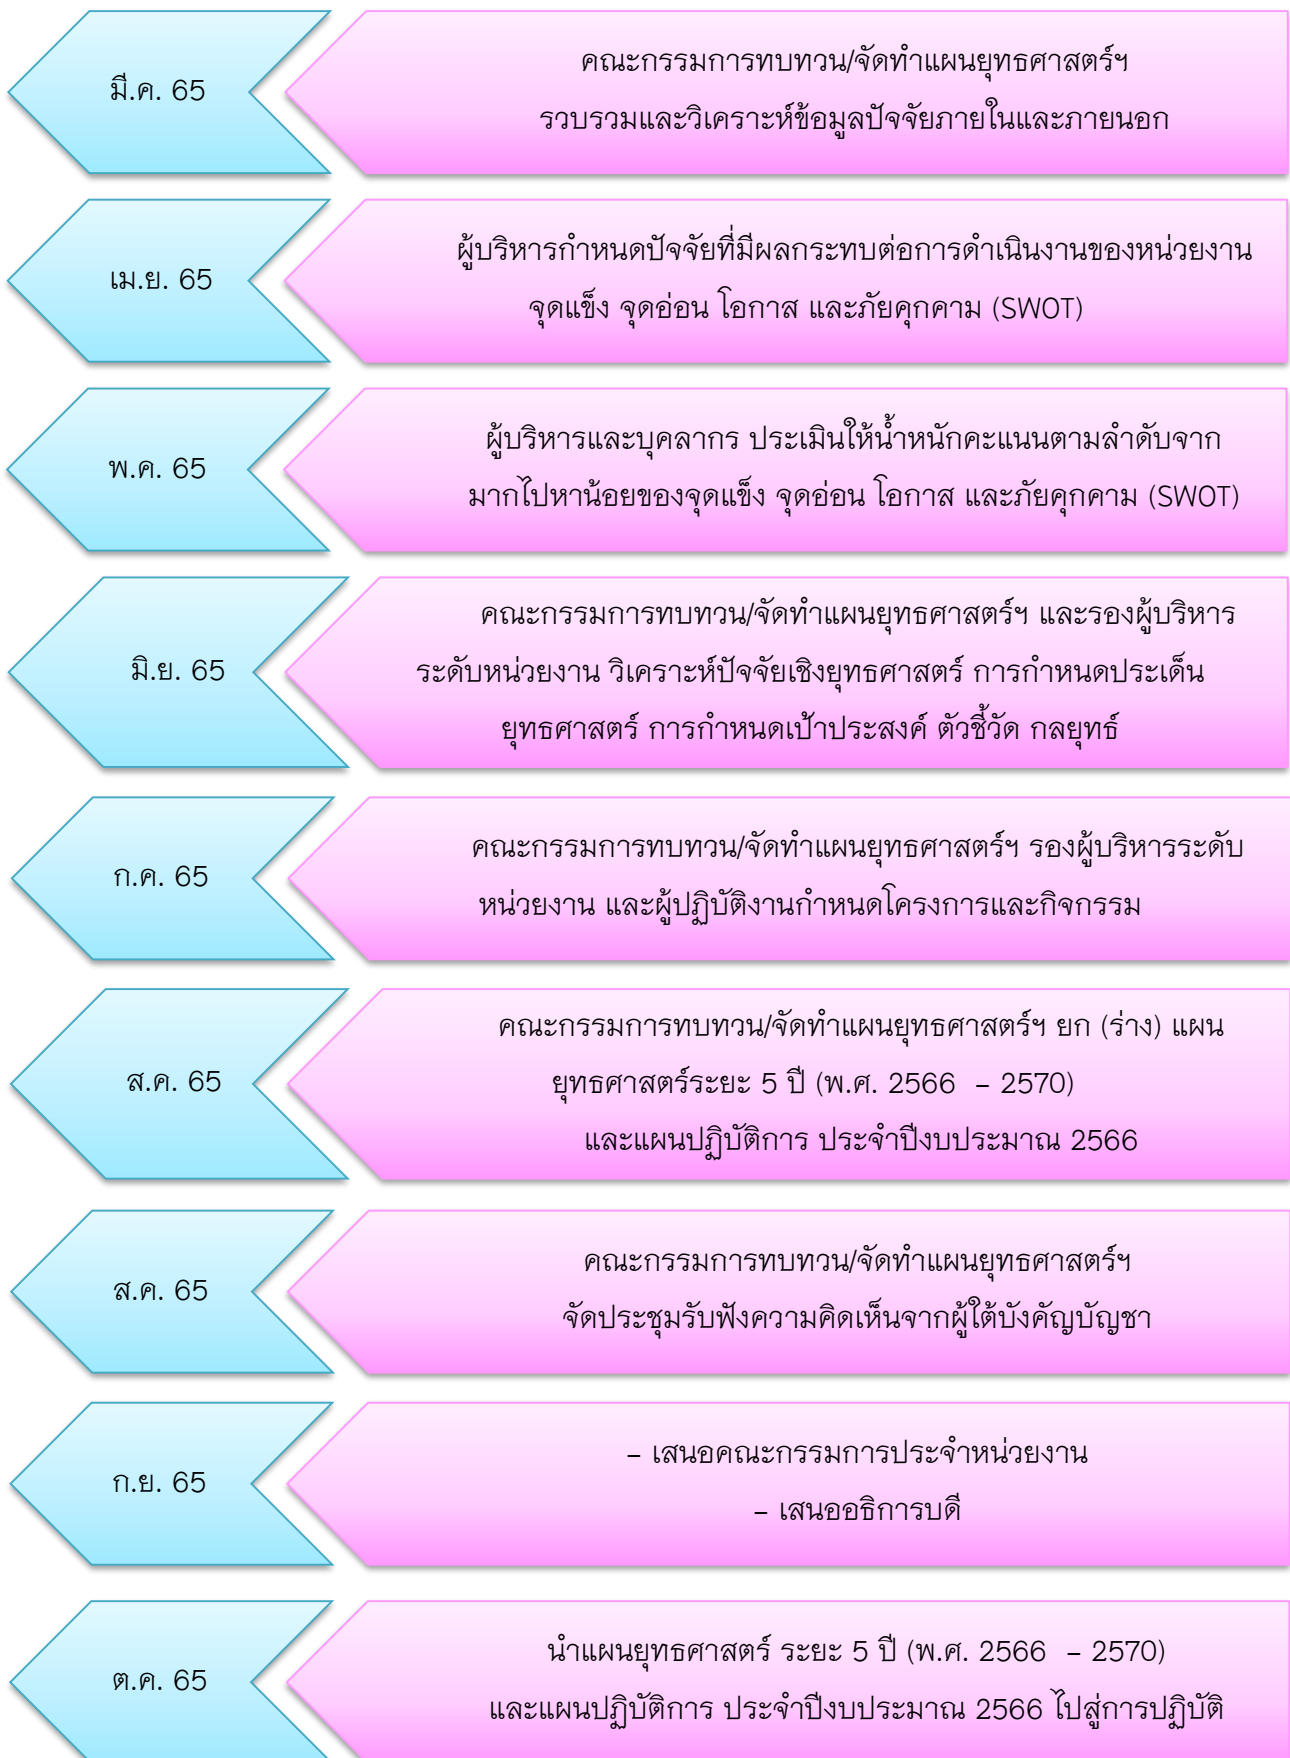 มี.ค. 65
คณะกรรมการทบทวน/จัดทำแผนยุทธศาสตร์ฯ
รวบรวมและวิเคราะห์ข้อมูลปัจจัยภายในและภายนอก
เม.ย. 65
ผู้บริหารกำหนดปัจจัยที่มีผลกระทบต่อการดำเนินงานของหน่วยงาน
จุดแข็ง จุดอ่อน โอกาส และภัยคุกคาม (SWOT)
พ.ค. 65
ผู้บริหารและบุคลากร ประเมินให้น้ำหนักคะแนนตามลำดับจาก
มากไปหาน้อยของจุดแข็ง จุดอ่อน โอกาส และภัยคุกคาม (SWOT)
มิ.ย. 65
คณะกรรมการทบทวน/จัดทำแผนยุทธศาสตร์ฯ และรองผู้บริหาร
ระดับหน่วยงาน วิเคราะห์ปัจจัยเชิงยุทธศาสตร์ การกำหนดประเด็น
ยุทธศาสตร์ การกำหนดเป้าประสงค์ ตัวชี้วัด กลยุทธ์
ก.ค. 65
คณะกรรมการทบทวน/จัดทำแผนยุทธศาสตร์ฯ รองผู้บริหารระดับ
หน่วยงาน และผู้ปฏิบัติงานกำหนดโครงการและกิจกรรม
ส.ค. 65
คณะกรรมการทบทวน/จัดทำแผนยุทธศาสตร์ฯ ยก (ร่าง) แผน
ยุทธศาสตร์ระยะ 5 ปี (พ.ศ. 2566 – 2570)
และแผนปฏิบัติการ ประจำปีงบประมาณ 2566
ส.ค. 65
คณะกรรมการทบทวน/จัดทำแผนยุทธศาสตร์ฯ
จัดประชุมรับฟังความคิดเห็นจากผู้ใต้บังคัญบัญชา
ก.ย. 65
– เสนอคณะกรรมการประจำหน่วยงาน
– เสนออธิการบดี
ต.ค. 65
นำแผนยุทธศาสตร์ ระยะ 5 ปี (พ.ศ. 2566 – 2570)
และแผนปฏิบัติการ ประจำปีงบประมาณ 2566 ไปสู่การปฏิบัติ